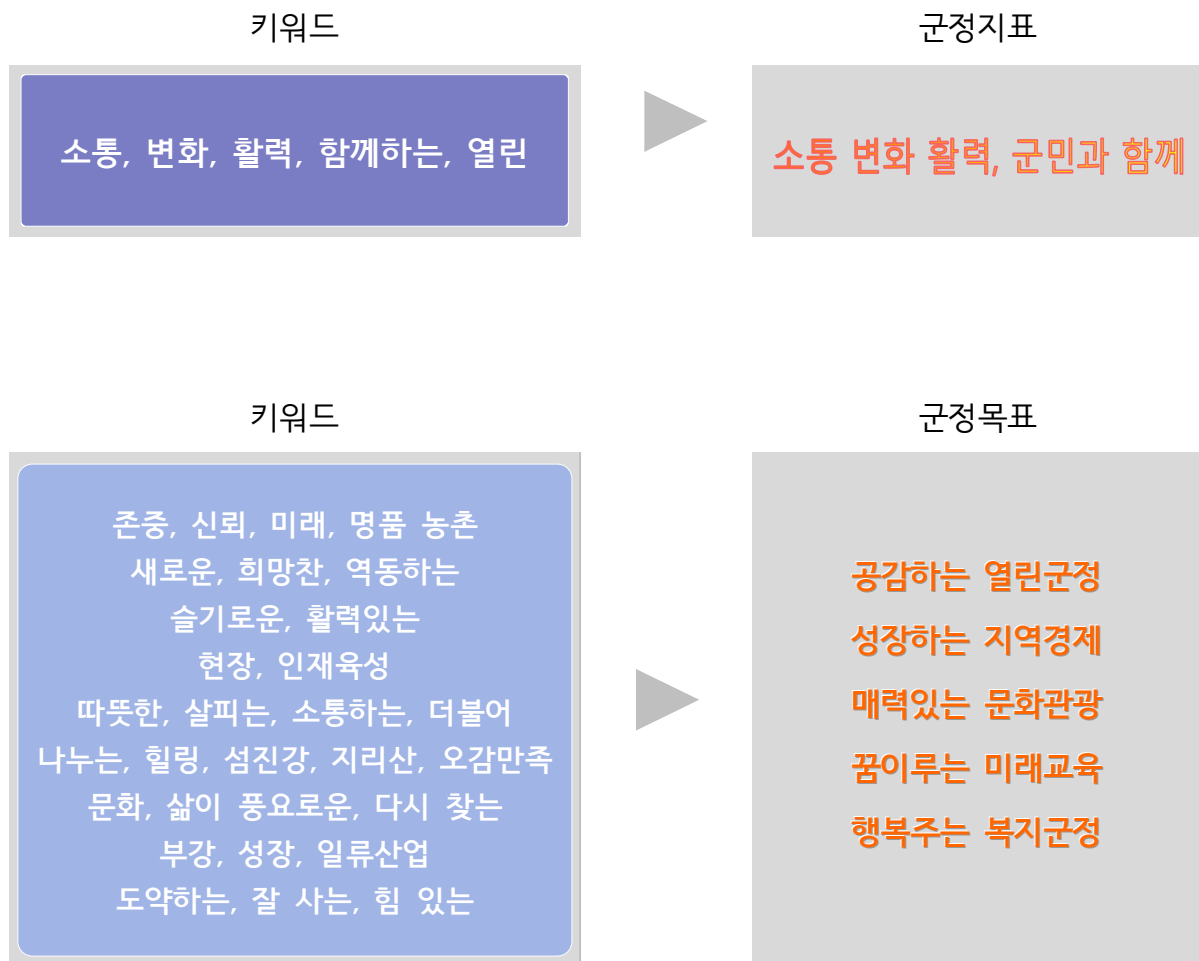 키워드
군정지표
소통, 변화, 활력, 함께하는, 열린
소통 변화 활력, 군민과 함께
키워드
군정목표
존중, 신뢰, 미래, 명품 농촌
새로운, 희망찬, 역동하는
슬기로운, 활력있는
현장, 인재육성
따뜻한, 살피는, 소통하는, 더불어
나누는, 힐링, 섬진강, 지리산, 오감만족
문화, 삶이 풍요로운, 다시 찾는
부강, 성장, 일류산업
도약하는, 잘 사는, 힘 있는
공감하는 열린군정
성장하는 지역경제
매력있는 문화관광
꿈이루는 미래교육
행복주는 복지군정